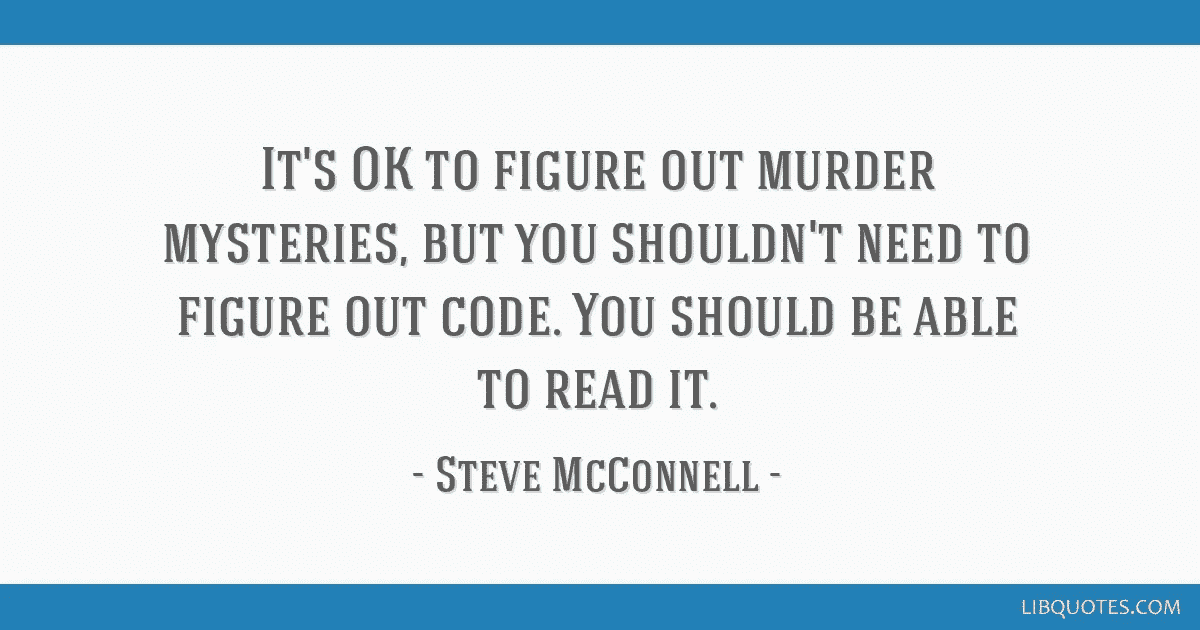 It's OK to figure out murder
mysteries, but you shouldn't need to
figure out code. You should be able
to read it.
- Steve McConnell -
LIBQUOTES.COM